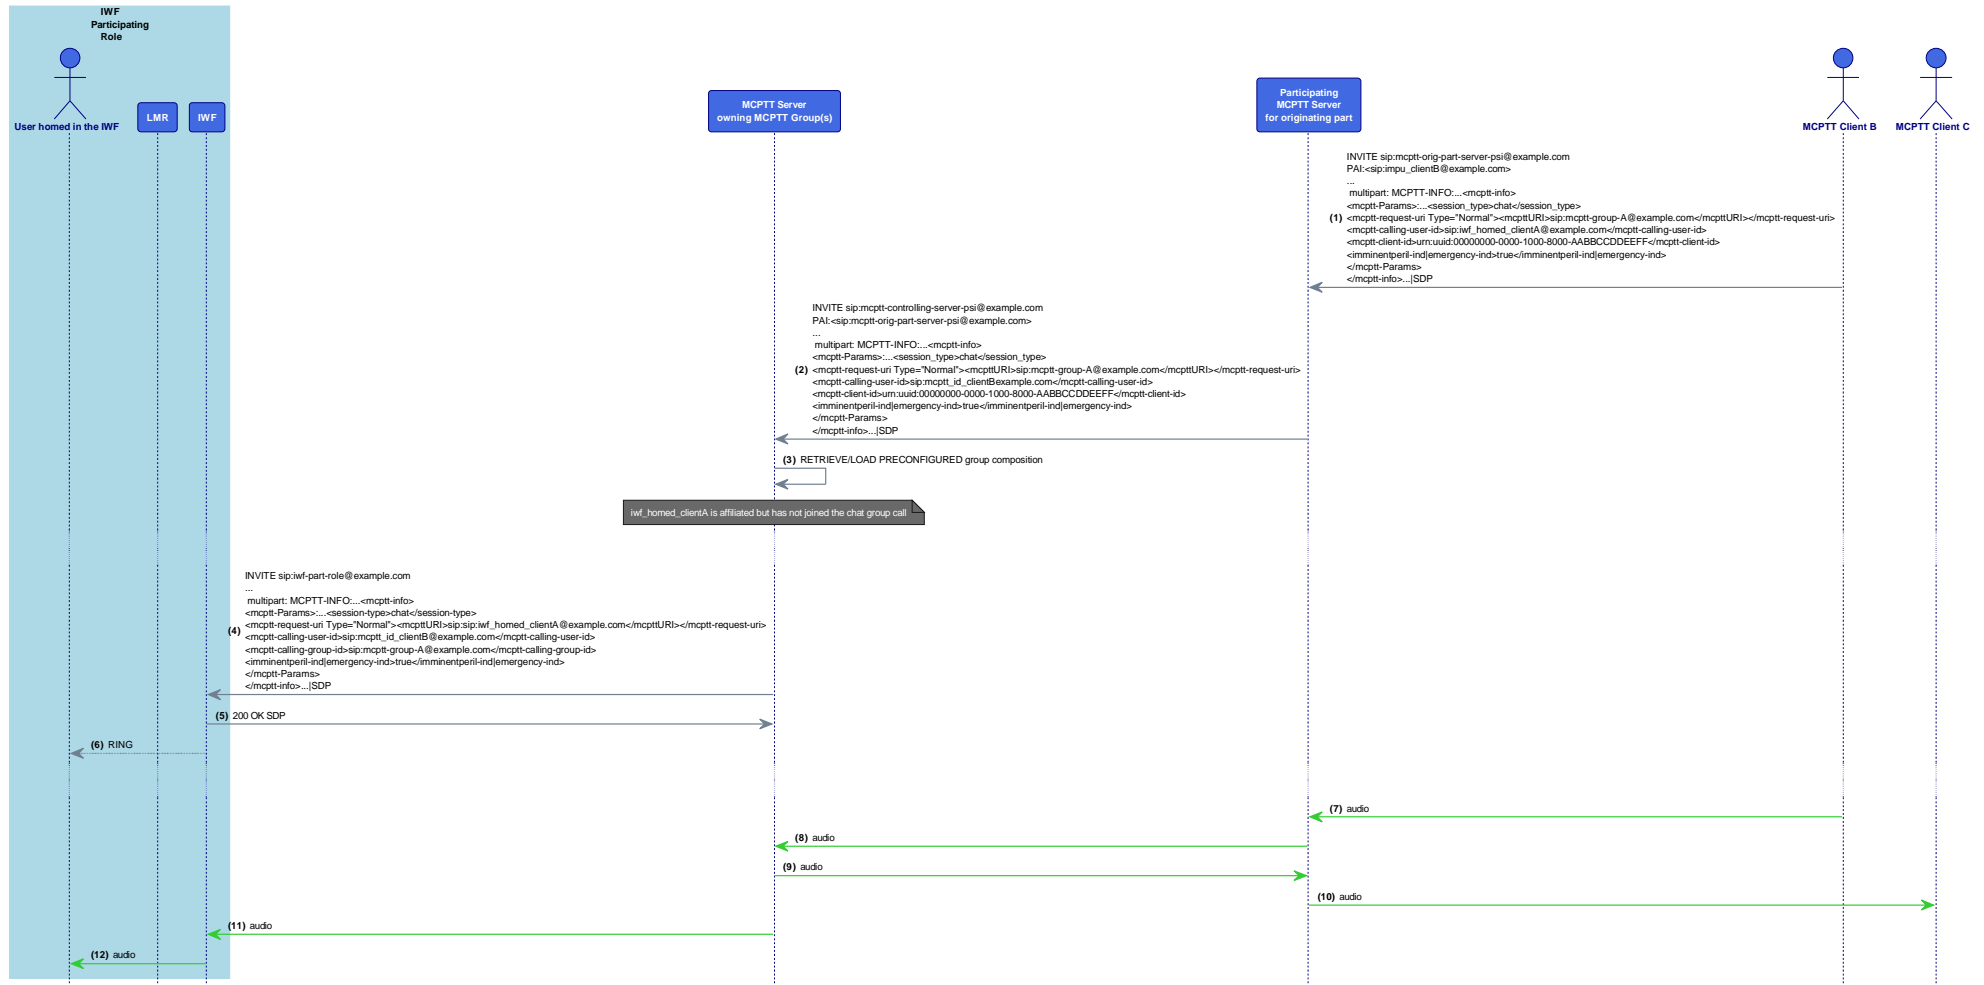 IWF
Participating
Role
User homed in the IWF
LMR
IWF
MCPTT Server
owning MCPTT Group(s)
Participating
MCPTT Server
for originating part
MCPTT Client B
MCPTT Client C
INVITE sip:mcptt-orig-part-server-psi@example.com
PAI:<sip:impu_clientB@example.com>
...
multipart: MCPTT-INFO:...<mcptt-info>
<mcptt-Params>:...<session_type>chat</session_type>
(1) <mcptt-request-uri Type="Normal"><mcpttURI>sip:mcptt-group-A@example.com</mcpttURI></mcptt-request-uri>
<mcptt-calling-user-id>sip:iwf_homed_clientA@example.com</mcptt-calling-user-id>
<mcptt-client-id>urn:uuid:00000000-0000-1000-8000-AABBCCDDEEFF</mcptt-client-id>
<imminentperil-ind|emergency-ind>true</imminentperil-ind|emergency-ind>
</mcptt-Params>
</mcptt-info>...|SDP
INVITE sip:mcptt-controlling-server-psi@example.com
PAI:<sip:mcptt-orig-part-server-psi@example.com>
...
multipart: MCPTT-INFO:...<mcptt-info>
<mcptt-Params>:...<session_type>chat</session_type>
(2) <mcptt-request-uri Type="Normal"><mcpttURI>sip:mcptt-group-A@example.com</mcpttURI></mcptt-request-uri>
<mcptt-calling-user-id>sip:mcptt_id_clientBexample.com</mcptt-calling-user-id>
<mcptt-client-id>urn:uuid:00000000-0000-1000-8000-AABBCCDDEEFF</mcptt-client-id>
<imminentperil-ind|emergency-ind>true</imminentperil-ind|emergency-ind>
</mcptt-Params>
</mcptt-info>...|SDP
(3) RETRIEVE/LOAD PRECONFIGURED group composition
iwf_homed_clientA is affiliated but has not joined the chat group call
INVITE sip:iwf-part-role@example.com
...
multipart: MCPTT-INFO:...<mcptt-info>
<mcptt-Params>:...<session-type>chat</session-type>
(4) <mcptt-request-uri Type="Normal"><mcpttURI>sip:sip:iwf_homed_clientA@example.com</mcpttURI></mcptt-request-uri>
<mcptt-calling-user-id>sip:mcptt_id_clientB@example.com</mcptt-calling-user-id>
<mcptt-calling-group-id>sip:mcptt-group-A@example.com</mcptt-calling-group-id>
<imminentperil-ind|emergency-ind>true</imminentperil-ind|emergency-ind>
</mcptt-Params>
</mcptt-info>...|SDP
(5) 200 OK SDP
(6) RING
(7) audio
(8) audio
(9) audio
(10) audio
(11) audio
(12) audio